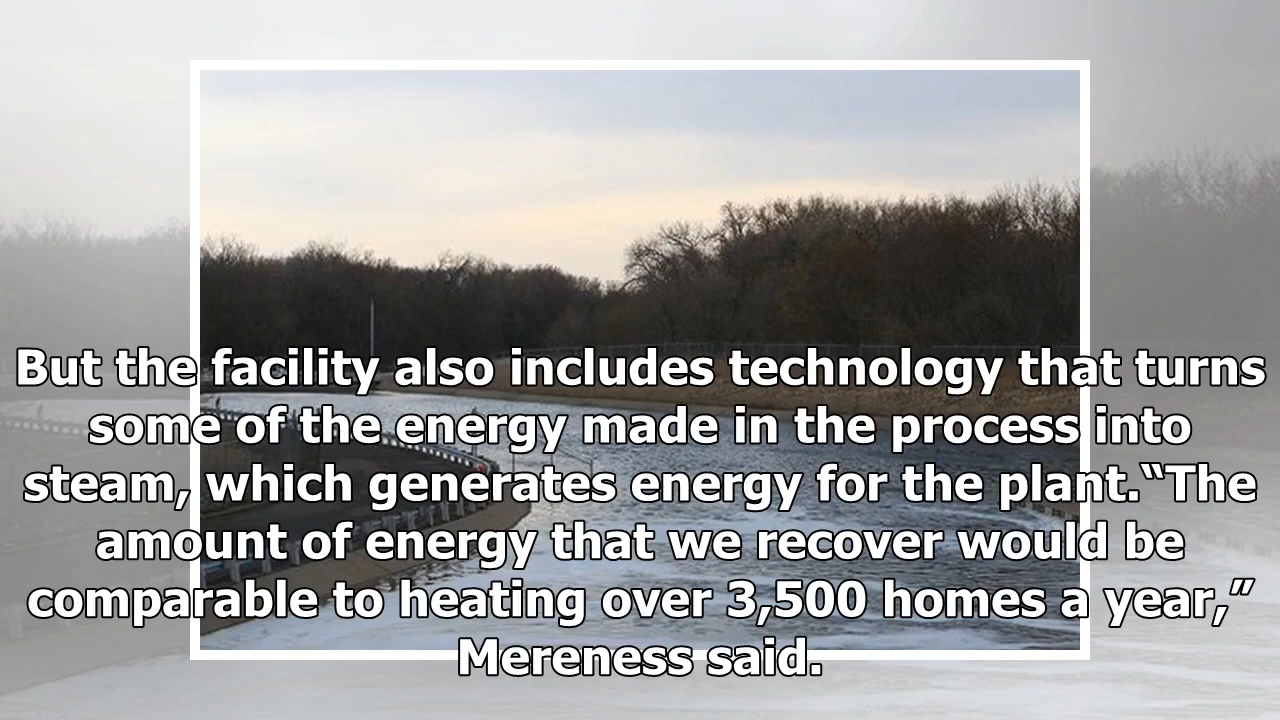 But the facility also includes technology that turns
some of the energy made in the process into
steam, which generates energy for the plant.“The
amount of energy that we recover would be
comparable to heating over 3,500 homes a year,”
Mereness said.